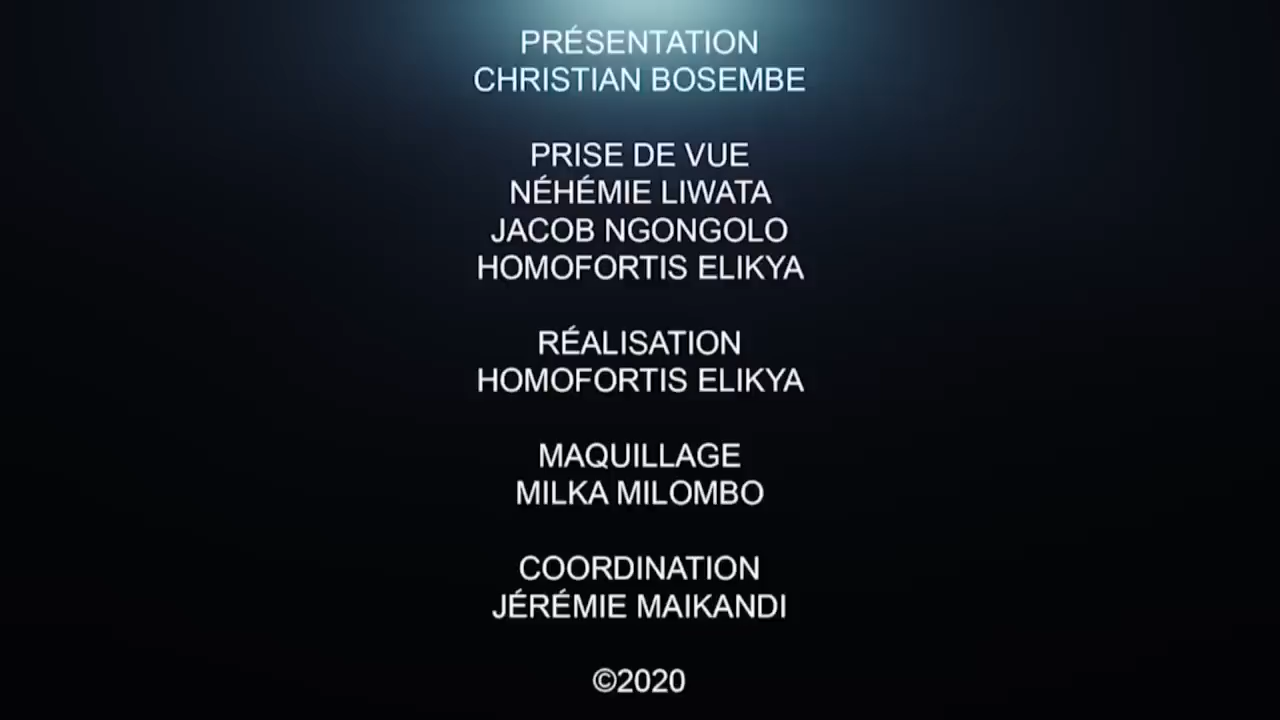 PRÉSENTATION
CHRISTIAN BOSEMBE
PRISE DE VUE
NÉHÉMIE LIWATA
JACOB NGONGOLO
HOMOFORTIS ELIKYA
RÉALISATION
HOMOFORTIS ELIKYA
MAQUILLAGE
MILKA MILOMBO
COORDINATION
JÉRÉMIE MAIKANDI
©2020